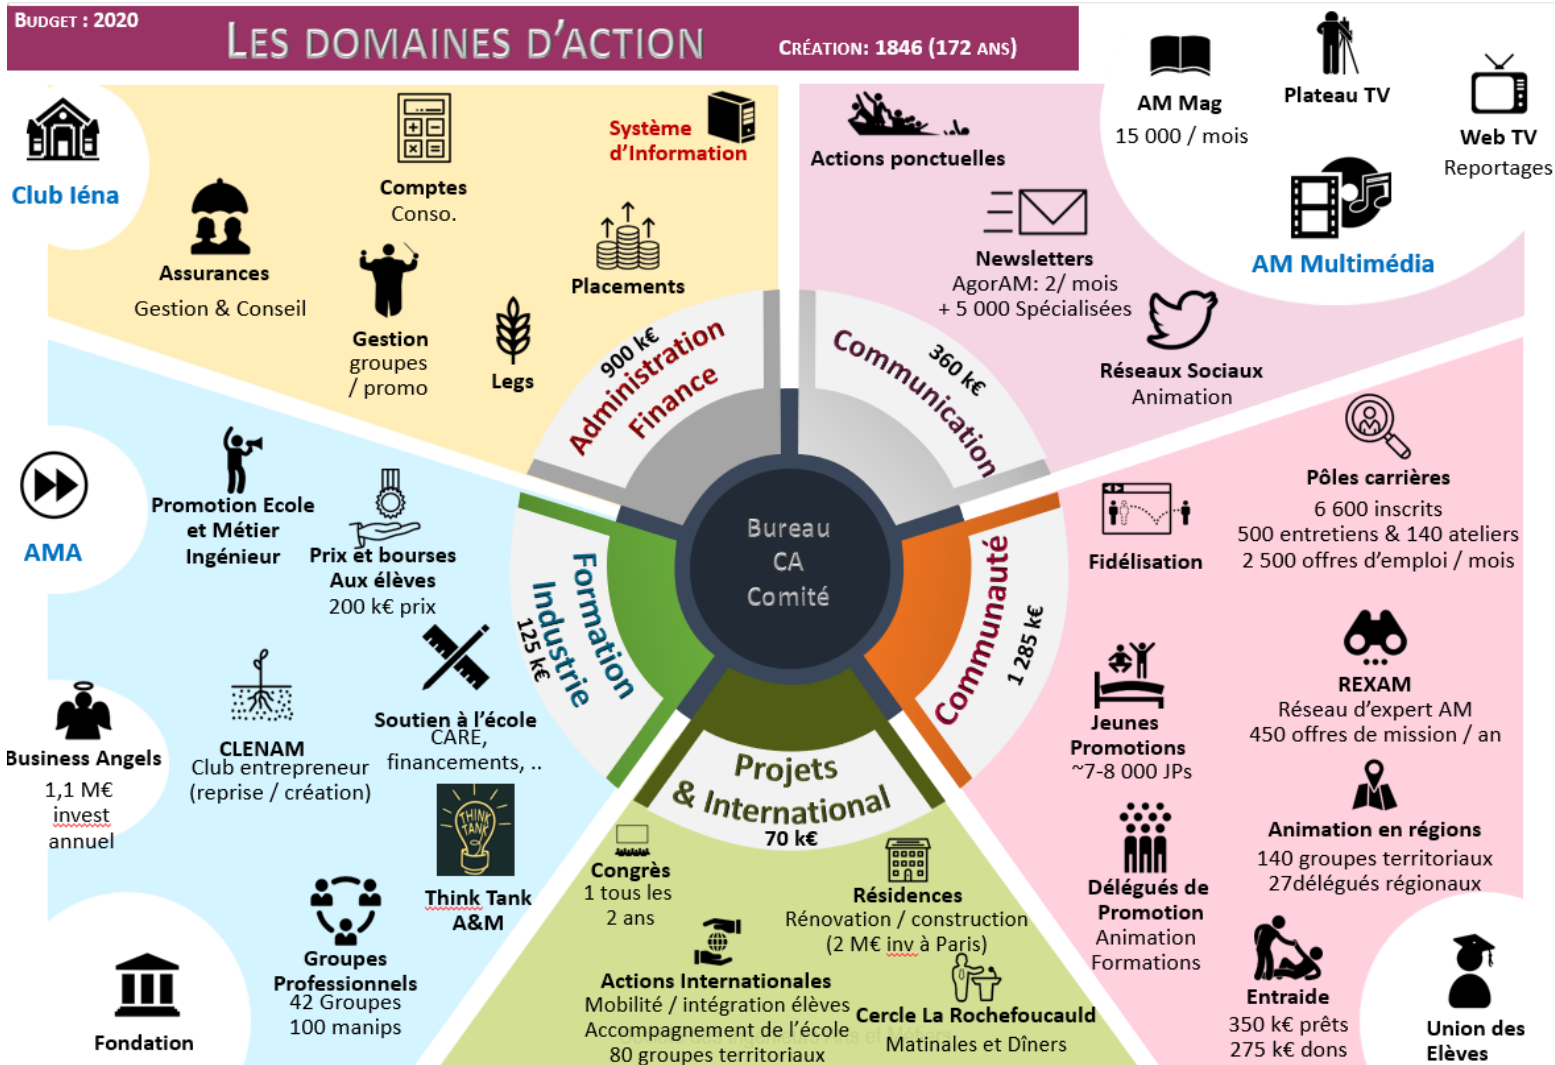 BUDGET : 2020
LES DOMAINES D'ACTION
CRÉATION: 1846 (172 ANS)
Club Iéna
Assurances
Gestion & Conseil
Comptes
Conso.
Gestion
groupes
/ promo
Système
d'Information
Placements
Legs
900 k€
Administration
Finance
Actions ponctuelles
Newsletters
AgorAM: 2/ mois
+ 5 000 Spécialisées
Réseaux Sociaux
Animation
Communication
360 k€
AM Mag
15 000 / mois
Plateau TV
Web TV
Reportages
AM Multimédia
AMA
Promotion Ecole
et Métier
Ingénieur
Prix et bourses
Aux élèves
200 k€ prix
Soutien à l'école
CARE,
financements, ..
CLENAM
Club entrepreneur
(reprise / création)
Business Angels
1,1 M€
invest
annuel
THINK
TANK
Think Tank
A&M
Groupes
Professionnels
42 Groupes
100 manips
Fondation
Formation
Industrie
125 k€
Bureau
CA
Comité
Communauté
1 285 k€
Fidélisation
Pôles carrières
6 600 inscrits
500 entretiens & 140 ateliers
2 500 offres d'emploi / mois
REXAM
Réseau d'expert AM
450 offres de mission / an
Jeunes
Promotions
~7-8 000 JPs
Animation en régions
140 groupes territoriaux
27délégués régionaux
Délégués de
Promotion
Animation
Formations
Entraide
350 k€ prêts
275 k€ dons
Union des
Elèves
Projets
& International
70 k€
Congrès
1 tous les
2 ans
Résidences
Rénovation / construction
(2 M€ inv à Paris)
Actions Internationales
Mobilité / intégration élèves
Accompagnement de l'école
80 groupes territoriaux
Cercle La Rochefoucauld
Matinales et Dîners